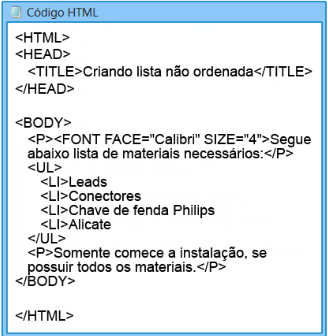 Código HTML
<HTML>
<HEAD>
<TITLE>Criando lista não ordenada</TITLE>
</HEAD>
<BODY>
<P><FONT FACE="Calibri" SIZE="4">Segue
abaixo lista de materiais necessários:</P>
<UL>
<LI>Leads
<LI>Conectores
<LI>Chave de fenda Philips
<LI>Alicate
</UL>
<P>Somente comece a instalação, se
possuir todos os materiais.</P>
</BODY>
</HTML>